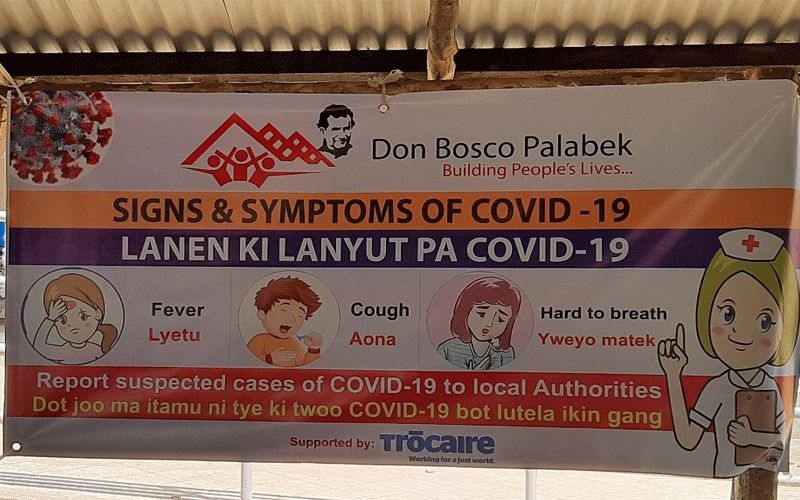 Don Bosco Palabek
Building People's Lives...
SIGNS & SYMPTOMS OF COVID -19
LANEN KI LANYUT PA COVID-19
Fever
Lyetu
Cough
Aona
Hard to breath
Yweyo matek
Report suspected cases of COVID-19 to local Authorities
Dot joo ma itamu ni tye ki twoo COVID-19 bot lutela ikin gang
Supported by: Trōcaire
Working for a just world.